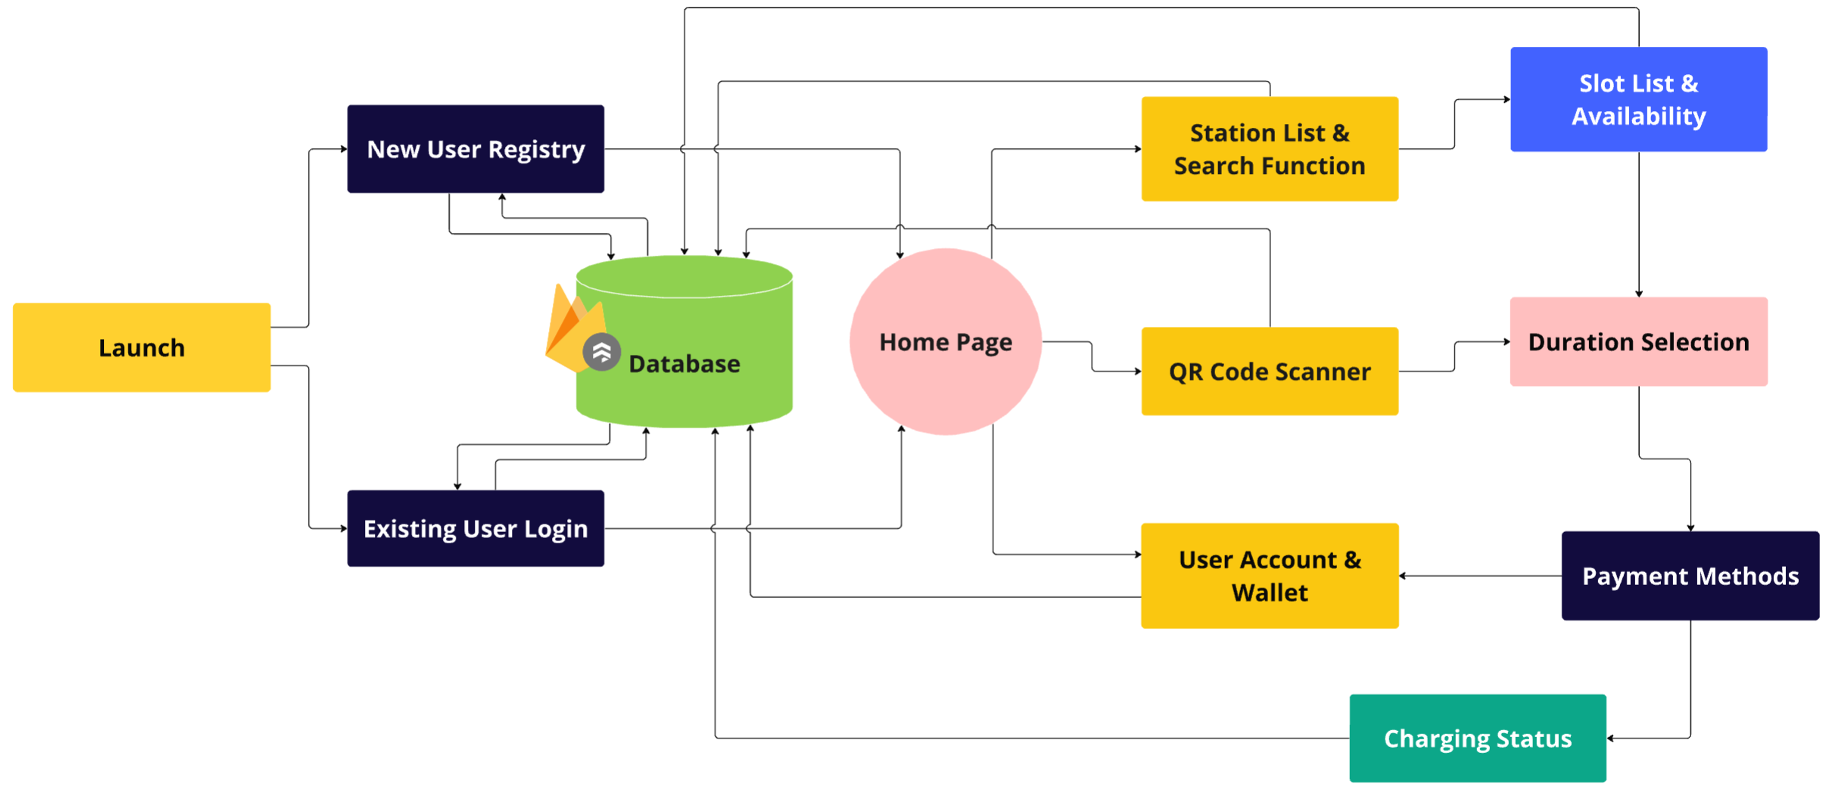 Launch
New User Registry
Existing User Login
Database
Home Page
Station List &
Search Function
QR Code Scanner
User Account &
Wallet
Slot List &
Availability
Duration Selection
Payment Methods
Charging Status